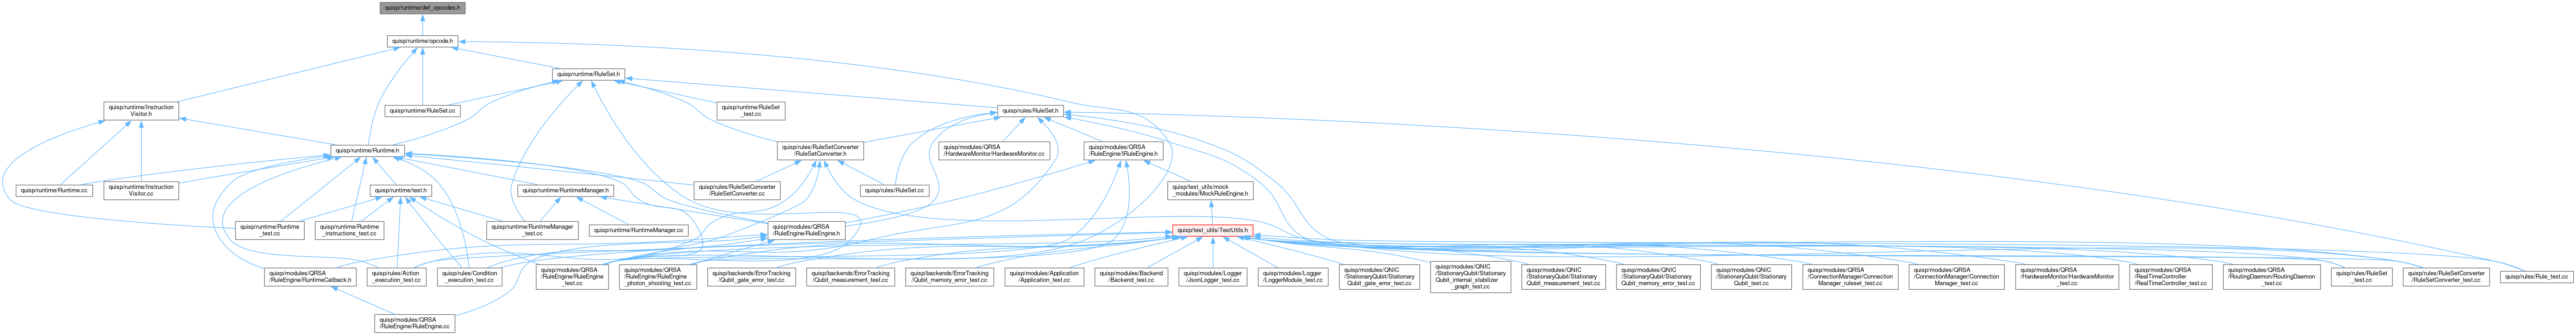 quisp/runtime/def_opcodes.h
quisp/runtime/opcode.h
quisp/runtime/RuleSet.h
quisp/runtime/Instruction
Visitor.h
quisp/runtime/RuleSet.cc
quisp/runtime/RuleSet
_test.cc
quisp/rules/RuleSet.h
quisp/runtime/Runtime.h
quisp/rules/RuleSetConverter
/RuleSetConverter.h
quisp/modules/QRSA
/HardwareMonitor/HardwareMonitor.cc
quisp/modules/QRSA
/RuleEngine/IRuleEngine.h
quisp/runtime/Runtime.cc
quisp/runtime/Instruction
Visitor.cc
quisp/runtime/test.h
quisp/runtime/RuntimeManager.h
quisp/rules/RuleSetConverter
/RuleSetConverter.cc
quisp/rules/RuleSet.cc
quisp/test_utils/mock
_modules/MockRuleEngine.h
quisp/runtime/Runtime
_test.cc
quisp/runtime/Runtime
_instructions_test.cc
quisp/runtime/RuntimeManager
_test.cc
quisp/runtime/RuntimeManager.cc
quisp/modules/QRSA
/RuleEngine/RuleEngine.h
quisp/test_utils/TestUtils.h
quisp/modules/QRSA
/RuleEngine/RuntimeCallback.h
quisp/rules/Action
_execution_test.cc
quisp/rules/Condition
_execution_test.cc
quisp/modules/QRSA
/RuleEngine/RuleEngine
_test.cc
quisp/modules/QRSA
/RuleEngine/RuleEngine
_photon_shooting_test.cc
quisp/backends/ErrorTracking
/Qubit_gate_error_test.cc
quisp/backends/ErrorTracking
/Qubit_measurement_test.cc
quisp/backends/ErrorTracking
/Qubit_memory_error_test.cc
quisp/modules/Application
/Application_test.cc
quisp/modules/Backend
/Backend_test.cc
quisp/modules/Logger
/JsonLogger_test.cc
quisp/modules/Logger
/LoggerModule_test.cc
quisp/modules/QNIC
/StationaryQubit/Stationary
Qubit_gate_error_test.cc
quisp/modules/QNIC
/StationaryQubit/Stationary
Qubit_internal_stabilizer
_graph_test.cc
quisp/modules/QNIC
/StationaryQubit/Stationary
Qubit_measurement_test.cc
quisp/modules/QNIC
/StationaryQubit/Stationary
Qubit_memory_error_test.cc
quisp/modules/QNIC
/StationaryQubit/Stationary
Qubit_test.cc
quisp/modules/QRSA
/ConnectionManager/Connection
Manager_ruleset_test.cc
quisp/modules/QRSA
/ConnectionManager/Connection
Manager_test.cc
quisp/modules/QRSA
/HardwareMonitor/HardwareMonitor
_test.cc
quisp/modules/QRSA
/RealTimeController
/RealTimeController_test.cc
quisp/modules/QRSA
/RoutingDaemon/RoutingDaemon
_test.cc
quisp/rules/RuleSet
_test.cc
quisp/rules/RuleSetConverter
/RuleSetConverter_test.cc
quisp/rules/Rule_test.cc
quisp/modules/QRSA
/RuleEngine/RuleEngine.cc